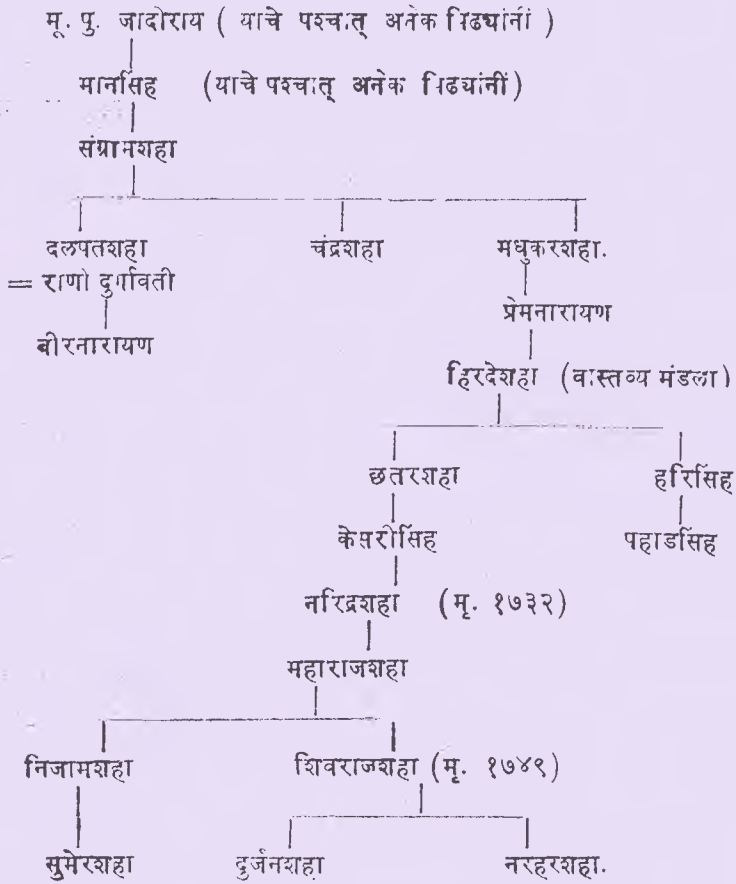 मू. पु. जादोराय ( याचे पश्चात् अनेक पिढ्यांनीं )
मानसिंह (याचे पश्चात् अनेक पिढ्यांनीं)
संग्रामशहा
दलपतशहा चंद्रशहा मधुकरशहा.
= राणी दुर्गावती
प्रेमनारायण
वीरनारायण
हिरदेशहा (वास्तव्य मंडला)
छतरशहा हरिसिंह
केसरीसिंह पहाडसिंह
नरिंद्रशहा (मृ. १७३२)
महाराजशहा
निजामशहा शिवराजशहा (मृ. १७४९)
सुमेरशहा दुर्जनशहा नरहरशहा.